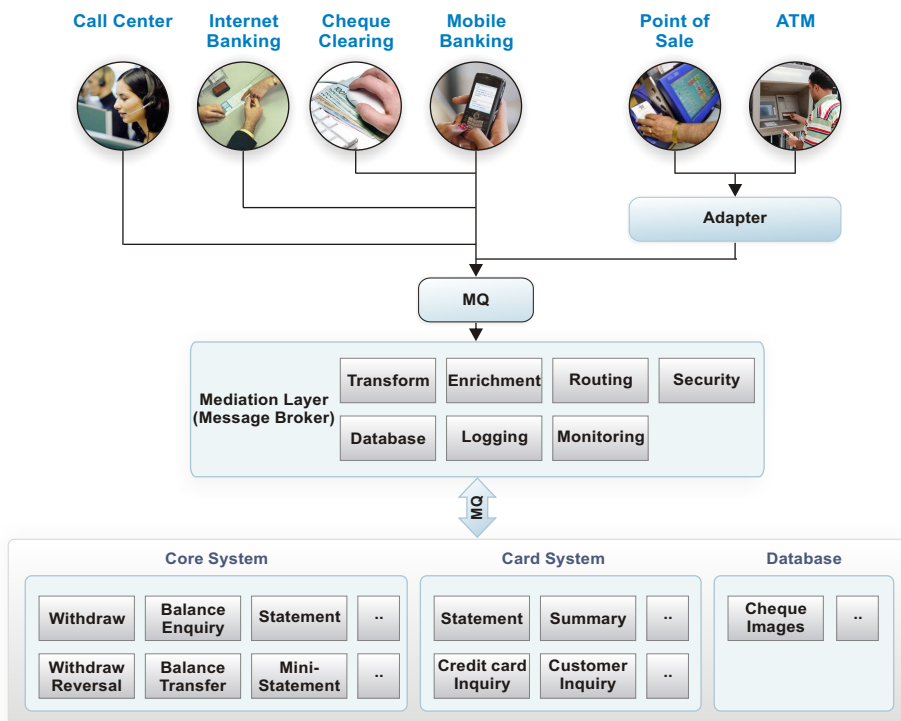 Call Center
Internet
Banking
Cheque
Clearing
Mobile
Banking
Point of
Sale
ATM
Adapter
MQ
Mediation Layer
(Message Broker)
Transform
Enrichment
Routing
Security
Database
Logging
Monitoring
MQ
Core System
Withdraw
Balance
Enquiry
Statement
..
Withdraw
Reversal
Balance
Transfer
Mini-
Statement
..
Card System
Statement
Summary
..
Credit card
Inquiry
Customer
Inquiry
..
Database
Cheque
Images
..